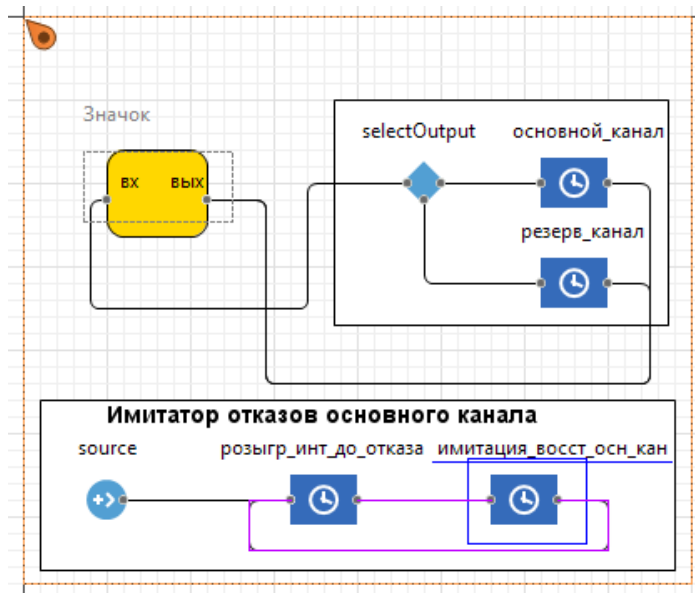 Значок
selectOutput основной_канал
вх вых
резерв_канал
Имитатор отказов основного канала
source розыгр_инт_до_отказа имитация_восст_осн_кан